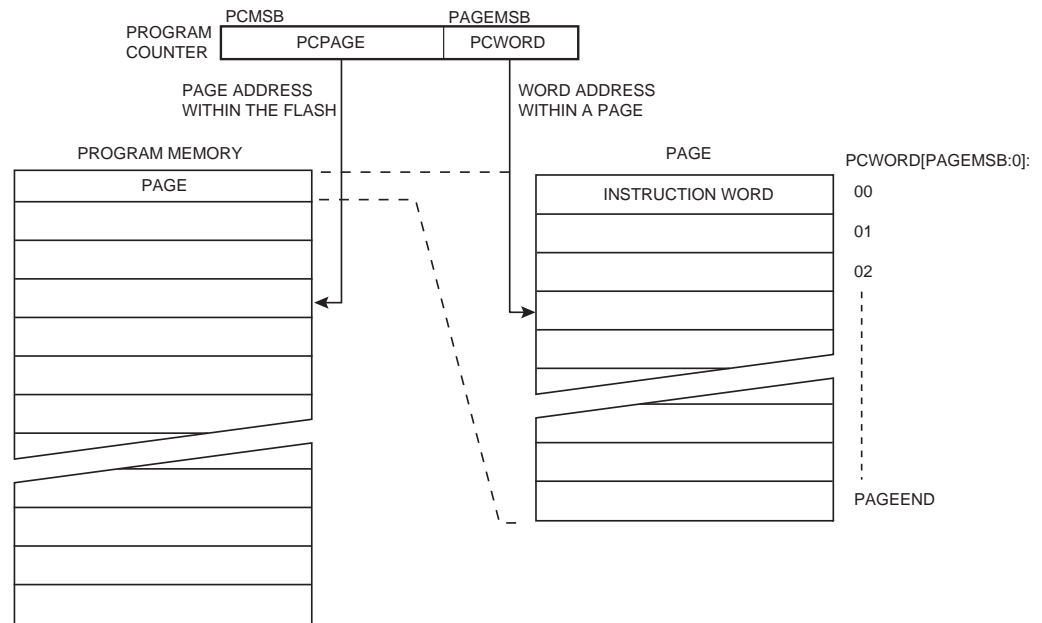 PCMSB
PAGEMSB
PROGRAM
COUNTER
PCPAGE
PCWORD
PAGE ADDRESS
WITHIN THE FLASH
WORD ADDRESS
WITHIN A PAGE
PROGRAM MEMORY
PAGE
PAGE
PCWORD[PAGEMSB:0]:
INSTRUCTION WORD
00
01
02
PAGEEND